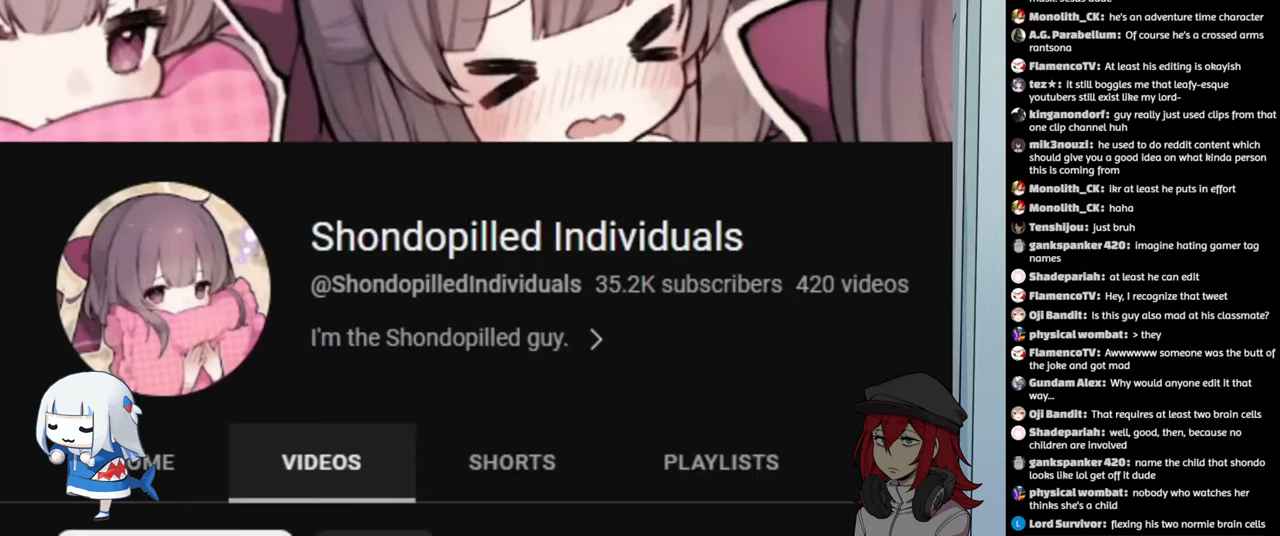 Shondopilled Individuals
@ShondopilledIndividuals 35.2K subscribers 420 videos
I'm the Shondopilled guy.
OME VIDEOS SHORTS PLAYLISTS
Monolith_CK: he's an adventure time character
A.G. Parabellum: Of course he's a crossed arms
rantsona
FlamencoTV: At least his editing is okayish
tez★: it still boggles me that leafy-esque
youtubers still exist like my lord-
kinganondorf: guy really just used clips from that
one clip channel huh
mik3nouzi: he used to do reddit content which
should give you a good idea on what kinda person
this is coming from
Monolith_CK: ikr at least he puts in effort
Monolith_CK: haha
Tenshijou: just bruh
gankspanker420: imagine hating gamer tag
names
Shadepariah: at least he can edit
FlamencoTV: Hey, I recognize that tweet
Oji Bandit: Is this guy also mad at his classmate?
physical wombat: > they
FlamencoTV: Awwwwww someone was the butt of
the joke and got mad
Gundam Alex: Why would anyone edit it that
way...
Oji Bandit: That requires at least two brain cells
Shadepariah: well, good, then, because no
children are involved
gankspanker420: name the child that shondo
looks like lol get off it dude
physical wombat: nobody who watches her
thinks she's a child
L Lord Survivor: flexing his two normie brain cells